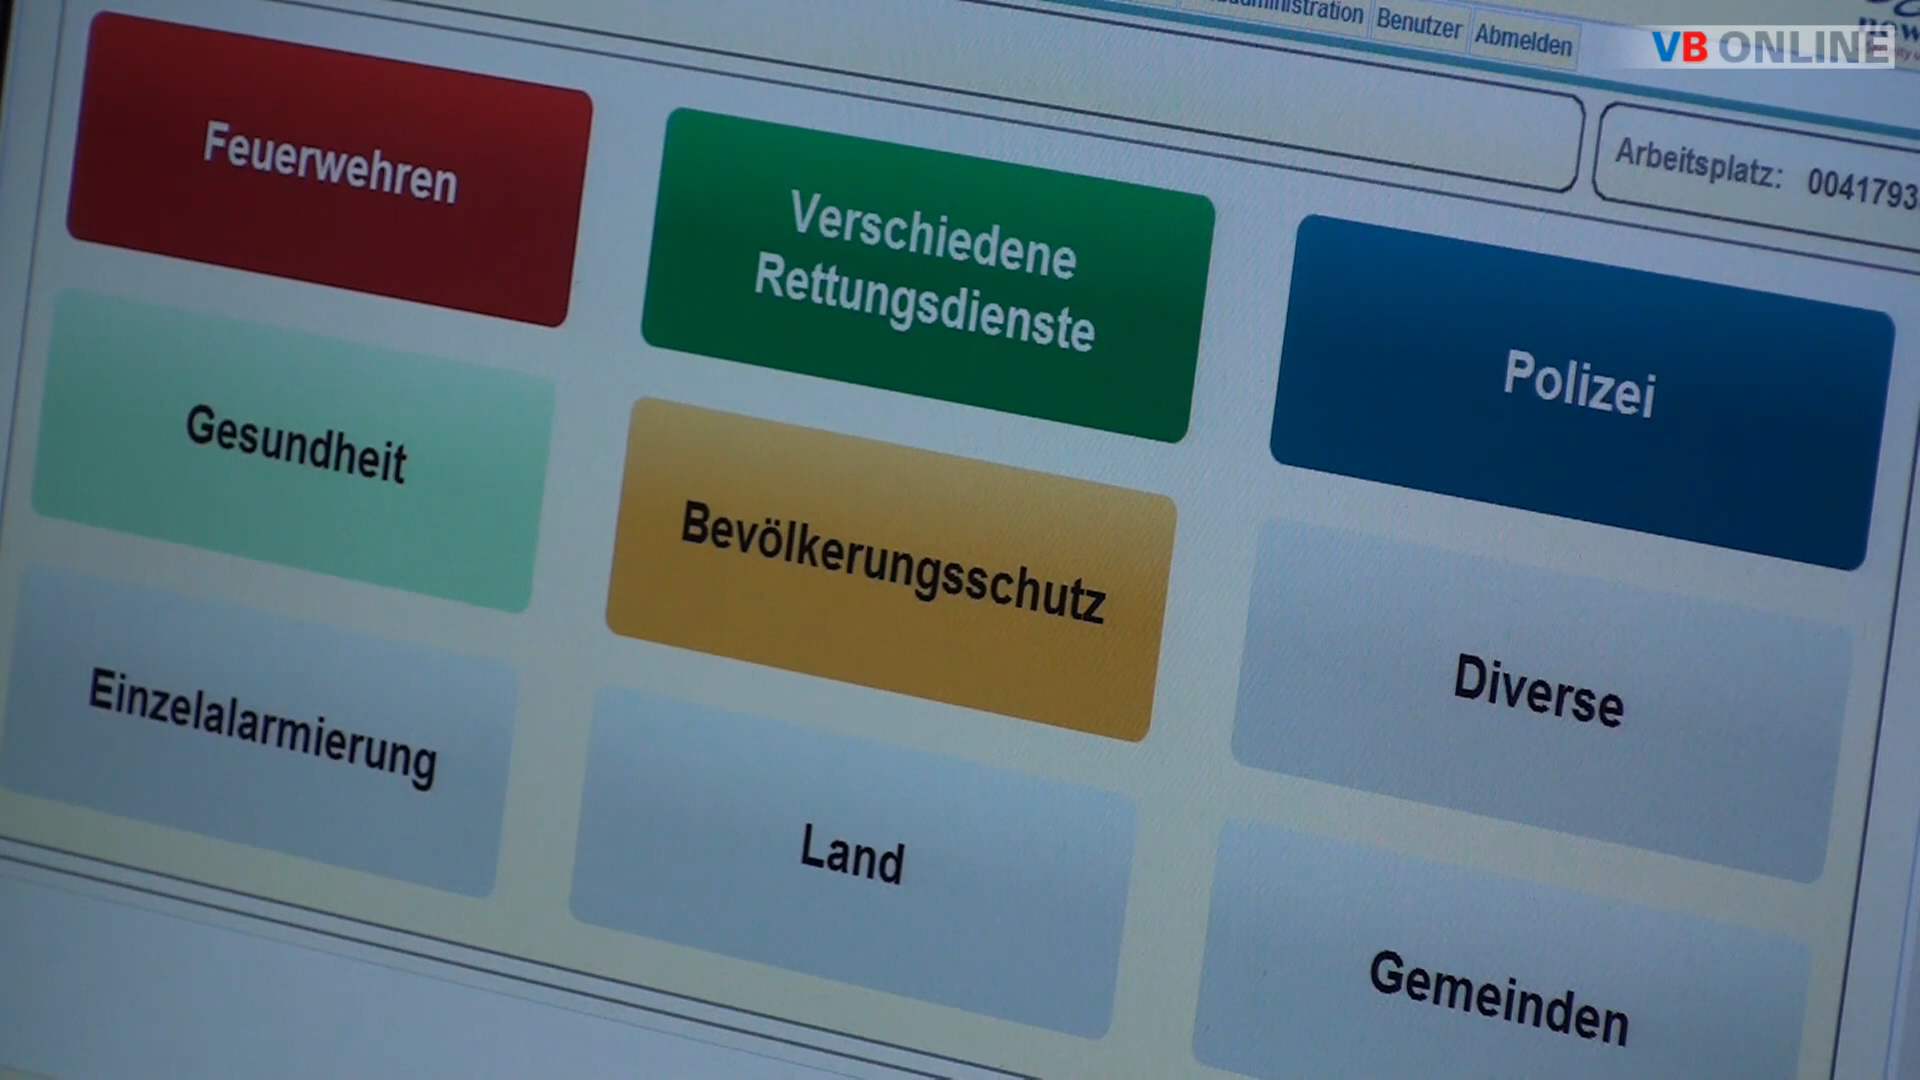 Benutzer
Abmelden
VB ONLINE
Arbeitsplatz: 0041793
Feuerwehren
Verschiedene
Rettungsdienste
Polizei
Gesundheit
Bevölkerungsschutz
Diverse
Einzelalarmierung
Land
Gemeinden